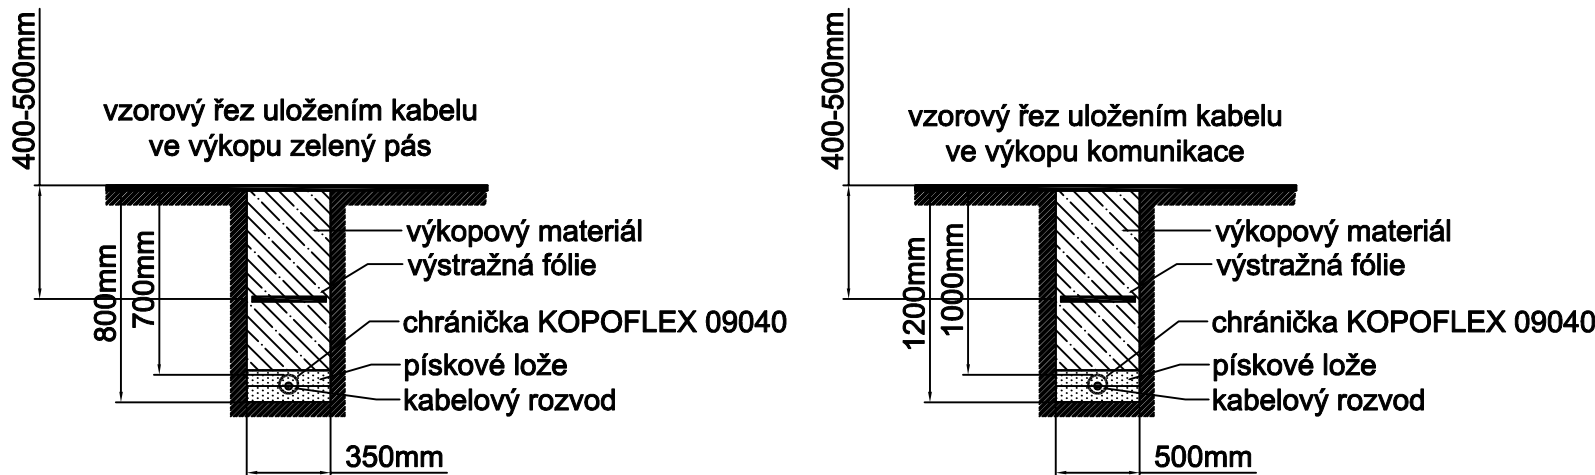 400-500mm
vzorový řez uložením kabelu
ve výkopu zelený pás
800mm
700mm
výkopový materiál
výstražná fólie
chránička KOPOFLEX 09040
pískové lože
kabelový rozvod
350mm
400-500mm
vzorový řez uložením kabelu
ve výkopu komunikace
1200mm
1000mm
výkopový materiál
výstražná fólie
chránička KOPOFLEX 09040
pískové lože
kabelový rozvod
500mm